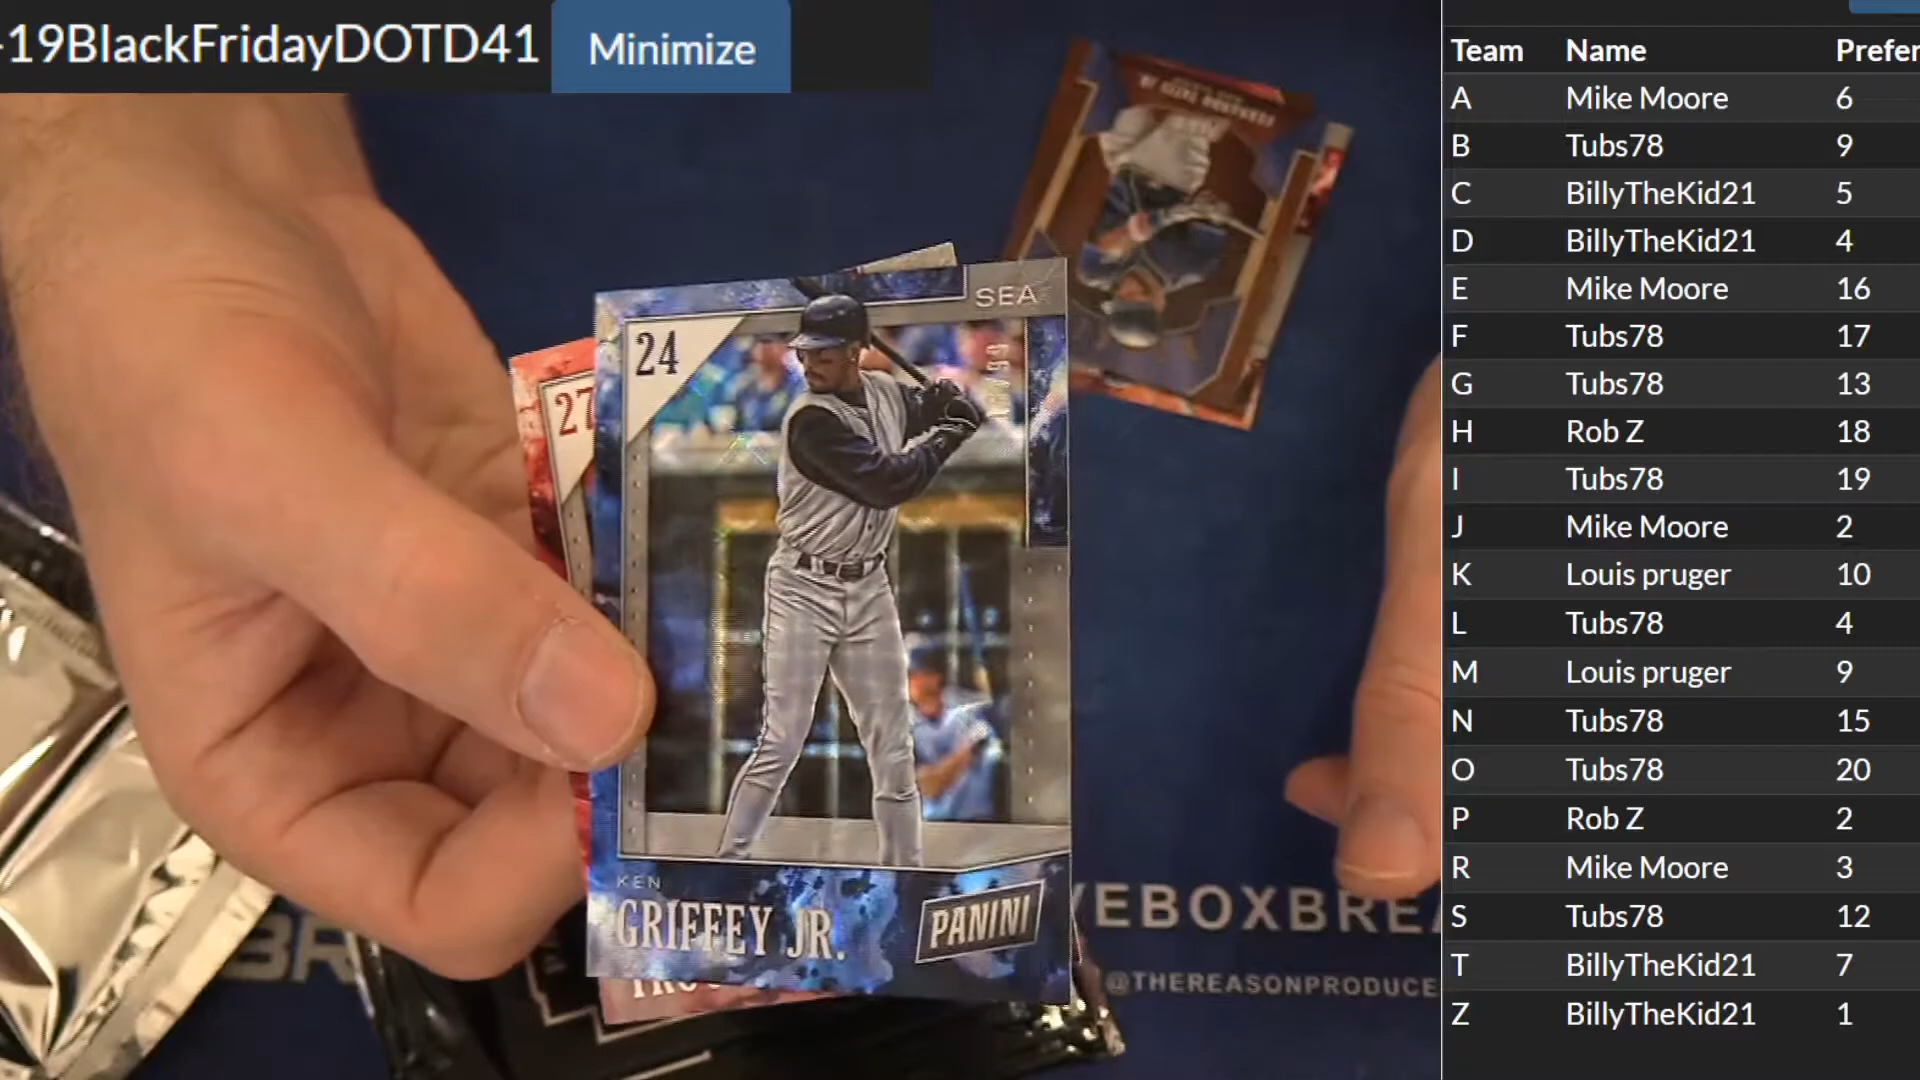 -19BlackFridayDOTD41
Minimize
SEA
24
27
KEN
GRIFFEY JR.
PANINI
@THEREASONPRODUCE
Team Name Prefer
A Mike Moore 6
B Tubs78 9
C BillyTheKid21 5
D BillyTheKid21 4
E Mike Moore 16
F Tubs78 17
G Tubs78 13
H Rob Z 18
I Tubs78 19
J Mike Moore 2
K Louis pruger 10
L Tubs78 4
M Louis pruger 9
N Tubs78 15
O Tubs78 20
P Rob Z 2
R Mike Moore 3
S Tubs78 12
T BillyTheKid21 7
Z BillyTheKid21 1